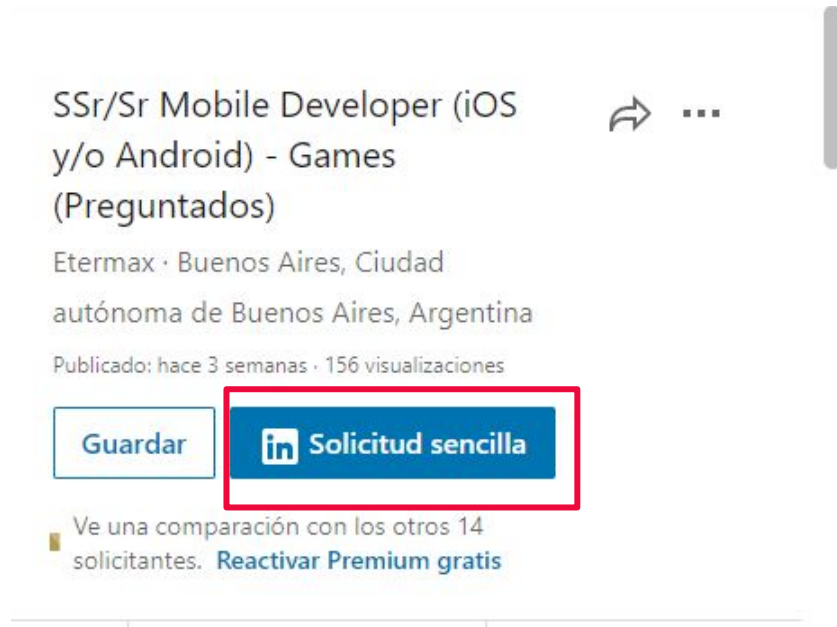 SSr/Sr Mobile Developer (iOS
y/o Android) - Games
(Preguntados)
Etermax · Buenos Aires, Ciudad
autónoma de Buenos Aires, Argentina
Publicado: hace 3 semanas · 156 visualizaciones
Guardar
in Solicitud sencilla
Ve una comparación con los otros 14
solicitantes. Reactivar Premium gratis